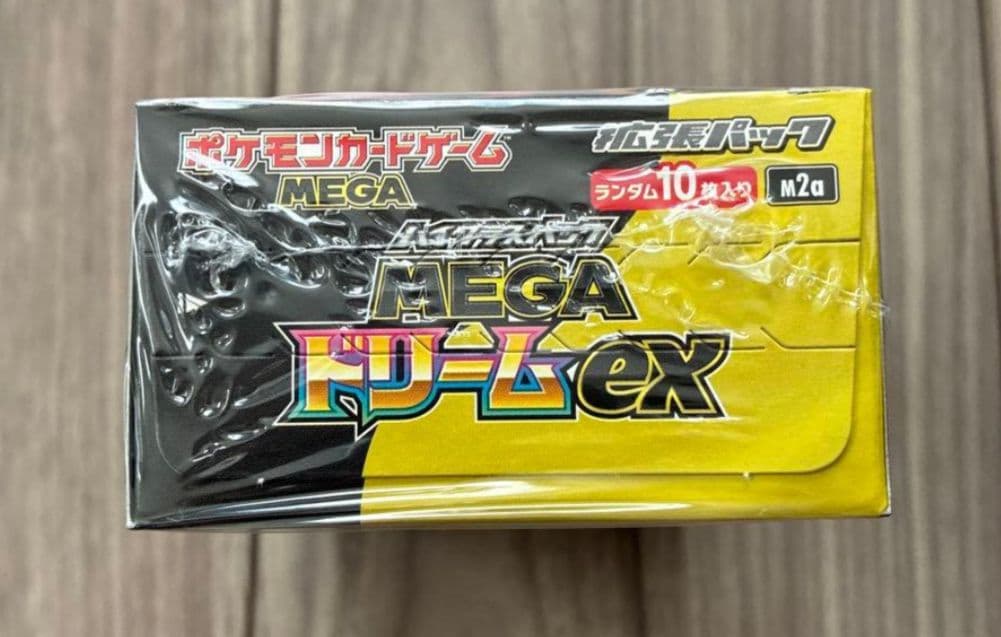 ポケモンカードゲーム
MEGA
拡張パック
ランダム10枚入り
M2a
ハイクラスパック
MEGA
ドリームex